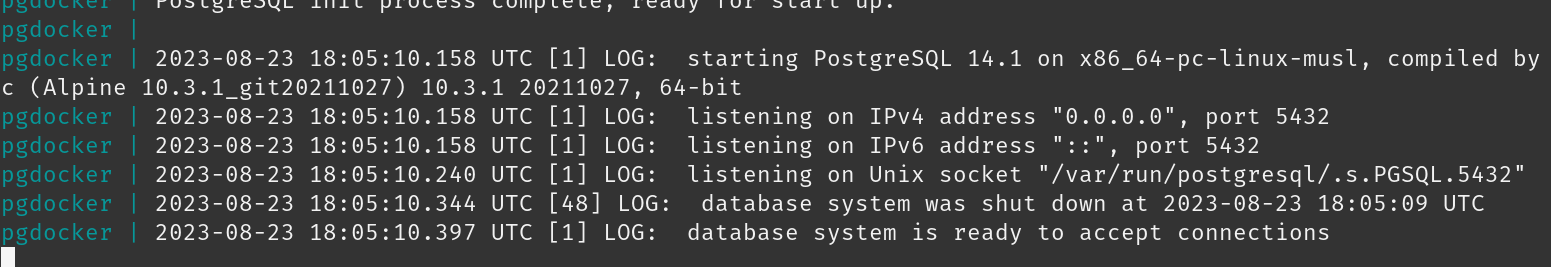 pgdocker | PostgreSQL init process complete; ready for start up.
pgdocker |
pgdocker | 2023-08-23 18:05:10.158 UTC [1] LOG:  starting PostgreSQL 14.1 on x86_64-pc-linux-musl, compiled by
c (Alpine 10.3.1_git20211027) 10.3.1 20211027, 64-bit
pgdocker | 2023-08-23 18:05:10.158 UTC [1] LOG:  listening on IPv4 address "0.0.0.0", port 5432
pgdocker | 2023-08-23 18:05:10.158 UTC [1] LOG:  listening on IPv6 address "::", port 5432
pgdocker | 2023-08-23 18:05:10.240 UTC [1] LOG:  listening on Unix socket "/var/run/postgresql/.s.PGSQL.5432"
pgdocker | 2023-08-23 18:05:10.344 UTC [48] LOG:  database system was shut down at 2023-08-23 18:05:09 UTC
pgdocker | 2023-08-23 18:05:10.397 UTC [1] LOG:  database system is ready to accept connections